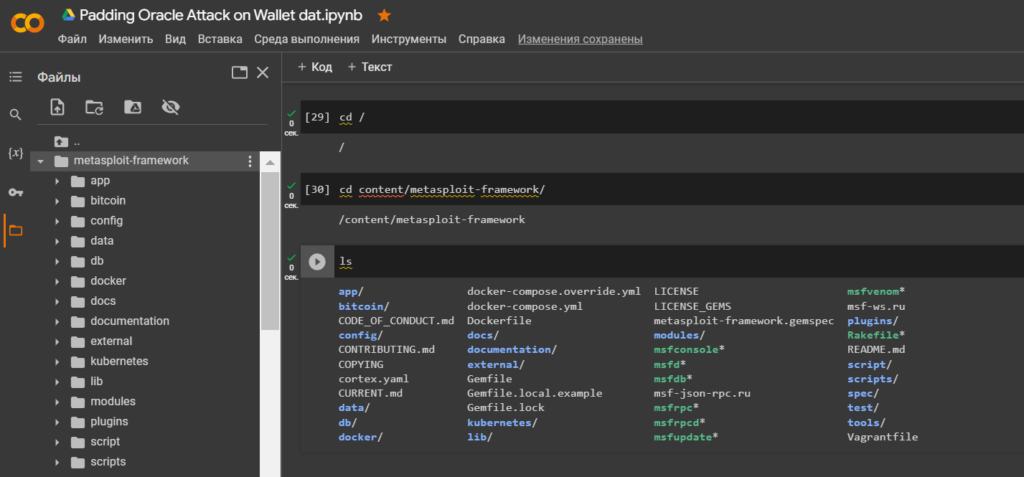 Padding Oracle Attack on Wallet dat.ipynb
Файл Изменить Вид Вставка Среда выполнения Инструменты Справка Изменения сохранены
Файлы
+ Код + Текст
..
metasploit-framework
app
bitcoin
config
data
db
docker
docs
documentation
external
kubernetes
lib
modules
plugins
script
scripts
{x}
0
сек.
[29] cd /
/
0
сек.
[30] cd content/metasploit-framework/
/content/metasploit-framework
0
сек.
ls
app/ docker-compose.override.yml LICENSE msfvenom*
bitcoin/ docker-compose.yml LICENSE_GEMS msf-ws.ru
CODE_OF_CONDUCT.md Dockerfile metasploit-framework.gemspec plugins/
config/ docs/ modules/ Rakefile*
CONTRIBUTING.md documentation/ msfconsole* README.md
COPYING external/ msfd* script/
cortex.yaml Gemfile msfdb* scripts/
CURRENT.md Gemfile.local.example msf-json-rpc.ru spec/
data/ Gemfile.lock msfrpc* test/
db/ kubernetes/ msfrpcd* tools/
docker/ lib/ msfupdate* Vagrantfile